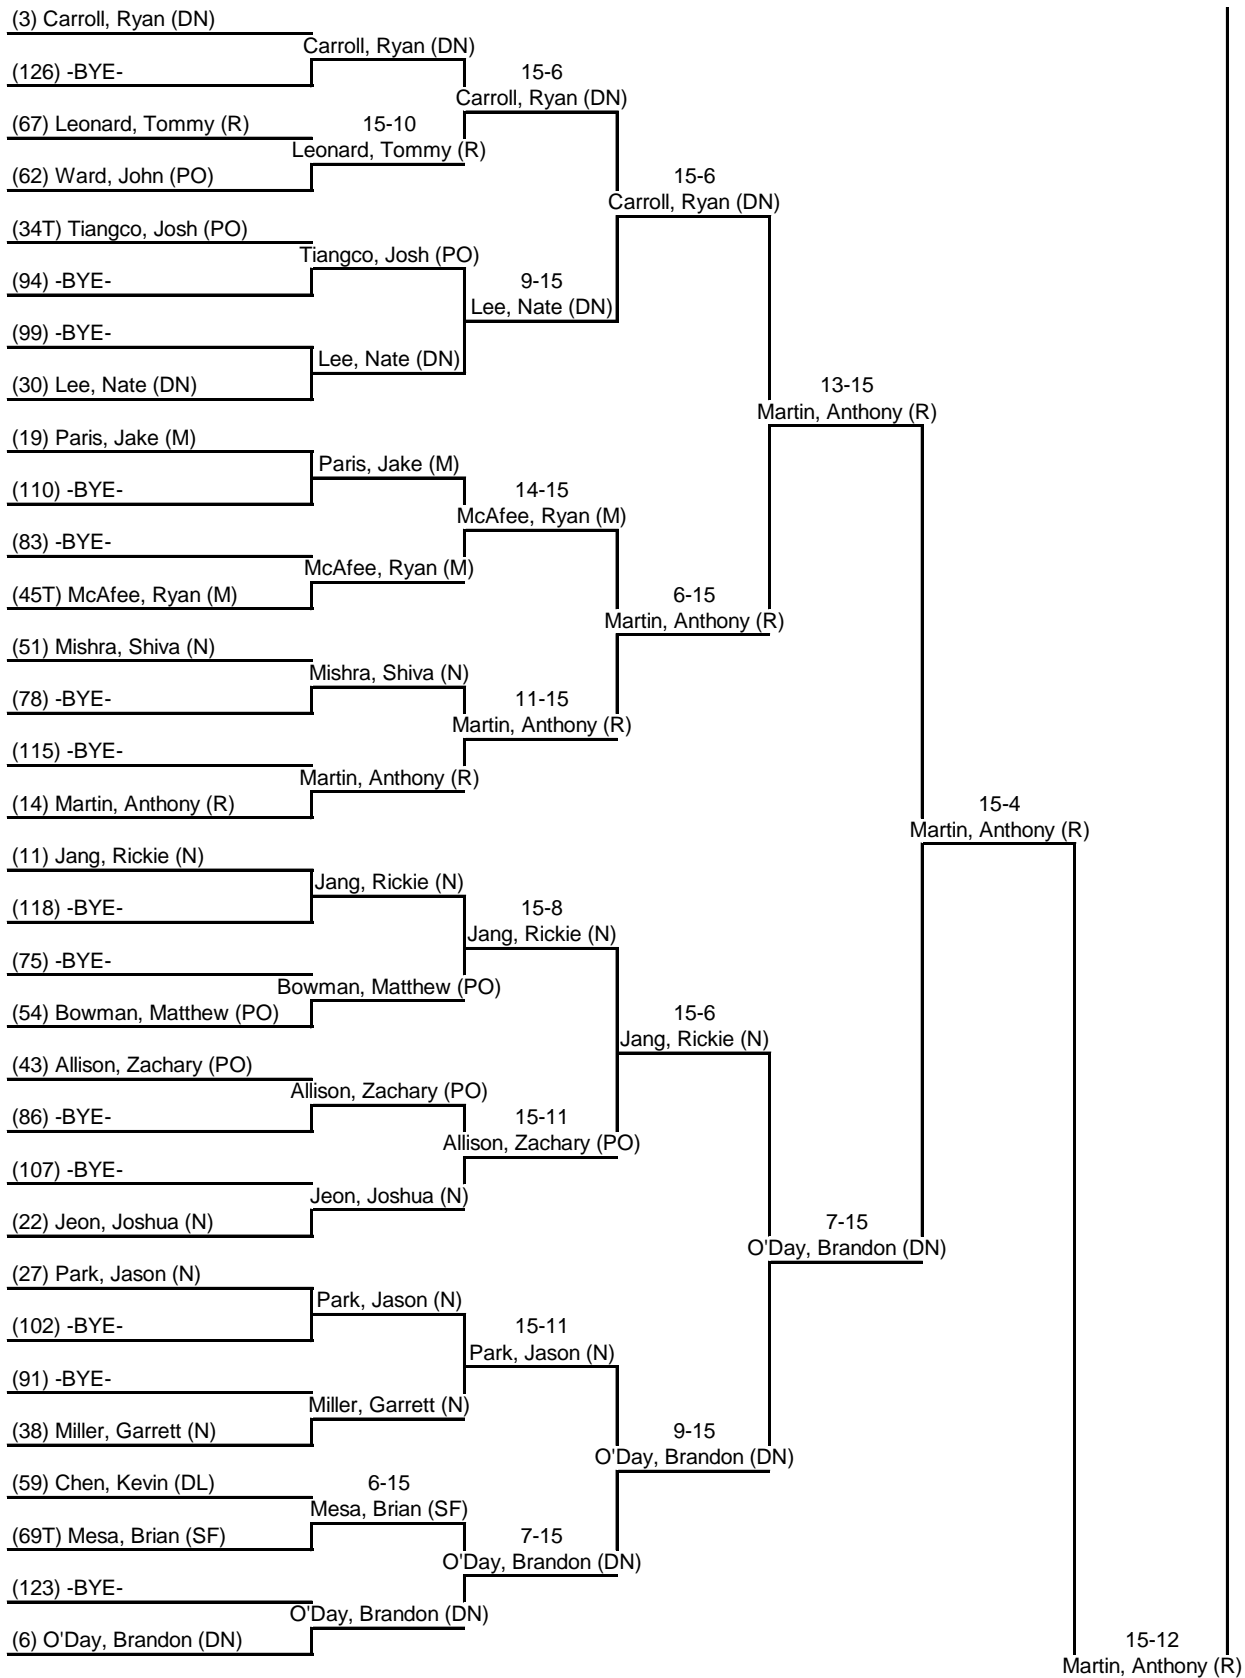 (3) Carroll, Ryan (DN)
Carroll, Ryan (DN)
(126) -BYE-
15-6
Carroll, Ryan (DN)
(67) Leonard, Tommy (R)
15-10
Leonard, Tommy (R)
(62) Ward, John (PO)
15-6
Carroll, Ryan (DN)
(34T) Tiangco, Josh (PO)
Tiangco, Josh (PO)
(94) -BYE-
9-15
Lee, Nate (DN)
(99) -BYE-
Lee, Nate (DN)
(30) Lee, Nate (DN)
13-15
Martin, Anthony (R)
(19) Paris, Jake (M)
Paris, Jake (M)
(110) -BYE-
14-15
McAfee, Ryan (M)
(83) -BYE-
McAfee, Ryan (M)
(45T) McAfee, Ryan (M)
6-15
Martin, Anthony (R)
(51) Mishra, Shiva (N)
Mishra, Shiva (N)
(78) -BYE-
11-15
Martin, Anthony (R)
(115) -BYE-
Martin, Anthony (R)
(14) Martin, Anthony (R)
15-4
Martin, Anthony (R)
(11) Jang, Rickie (N)
Jang, Rickie (N)
(118) -BYE-
15-8
Jang, Rickie (N)
(75) -BYE-
Bowman, Matthew (PO)
(54) Bowman, Matthew (PO)
15-6
Jang, Rickie (N)
(43) Allison, Zachary (PO)
Allison, Zachary (PO)
(86) -BYE-
15-11
Allison, Zachary (PO)
(107) -BYE-
Jeon, Joshua (N)
(22) Jeon, Joshua (N)
7-15
O'Day, Brandon (DN)
(27) Park, Jason (N)
Park, Jason (N)
(102) -BYE-
15-11
Park, Jason (N)
(91) -BYE-
Miller, Garrett (N)
(38) Miller, Garrett (N)
9-15
O'Day, Brandon (DN)
(59) Chen, Kevin (DL)
6-15
Mesa, Brian (SF)
(69T) Mesa, Brian (SF)
7-15
O'Day, Brandon (DN)
(123) -BYE-
O'Day, Brandon (DN)
(6) O'Day, Brandon (DN)
15-12
Martin, Anthony (R)